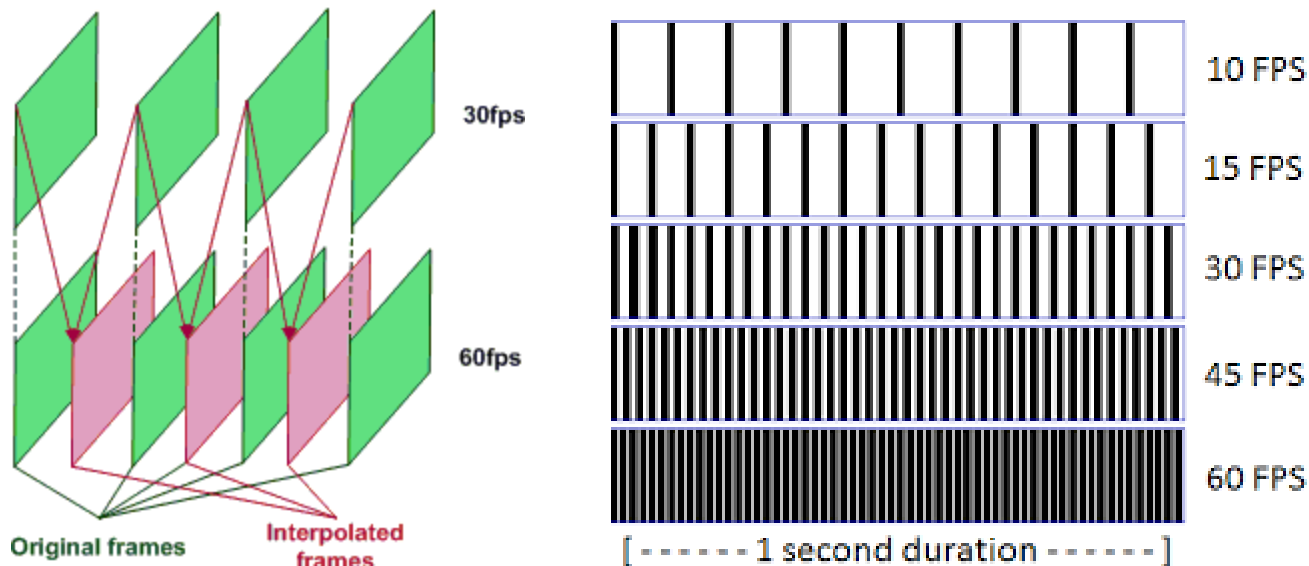 30fps
60fps
Original frames
Interpolated
frames
10 FPS
15 FPS
30 FPS
45 FPS
60 FPS
[ - - - - - - 1 second duration - - - - - - ]